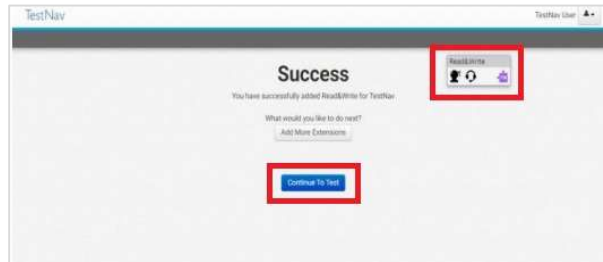 TestNav
TestNav User
Read&Write
Success
You have successfully added Read&Write for TestNav
What would you like to do next?
Add More Extensions
Continue To Test